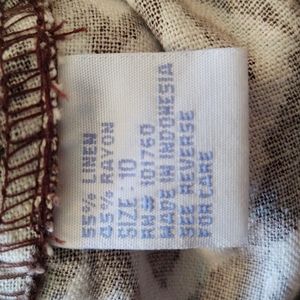 55% LINEN
45% RAYON
SIZE: 10
RN# 101760
MADE IN INDONESIA
SEE REVERSE
FOR CARE